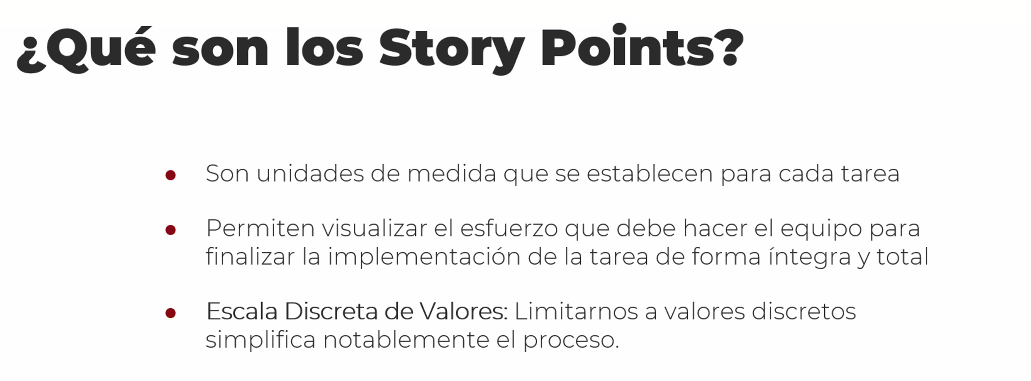 ¿Qué son los Story Points?
● Son unidades de medida que se establecen para cada tarea
● Permiten visualizar el esfuerzo que debe hacer el equipo para
finalizar la implementación de la tarea de forma íntegra y total
● Escala Discreta de Valores: Limitarnos a valores discretos
simplifica notablemente el proceso.